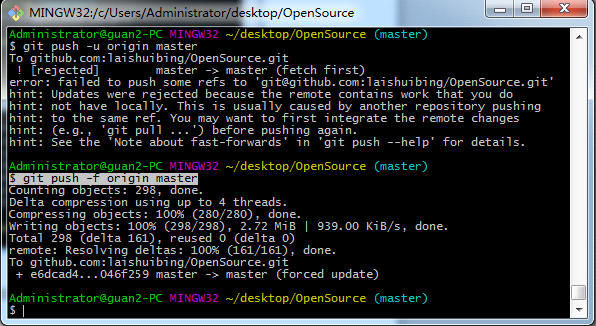 MINGW32:/c/Users/Administrator/desktop/OpenSource
Administrator@guan2-PC MINGW32 ~/desktop/OpenSource (master)
$ git push -u origin master
To github.com:laishuibing/OpenSource.git
 ! [rejected]        master -> master (fetch first)
error: failed to push some refs to 'git@github.com:laishuibing/OpenSource.git'
hint: Updates were rejected because the remote contains work that you do
hint: not have locally. This is usually caused by another repository pushing
hint: to the same ref. You may want to first integrate the remote changes
hint: (e.g., 'git pull ...') before pushing again.
hint: See the 'Note about fast-forwards' in 'git push --help' for details.
Administrator@guan2-PC MINGW32 ~/desktop/OpenSource (master)
$ git push -f origin master
Counting objects: 298, done.
Delta compression using up to 4 threads.
Compressing objects: 100% (280/280), done.
Writing objects: 100% (298/298), 2.72 MiB | 939.00 KiB/s, done.
Total 298 (delta 161), reused 0 (delta 0)
remote: Resolving deltas: 100% (161/161), done.
To github.com:laishuibing/OpenSource.git
 + e6dcad4...046f259 master -> master (forced update)
Administrator@guan2-PC MINGW32 ~/desktop/OpenSource (master)
$